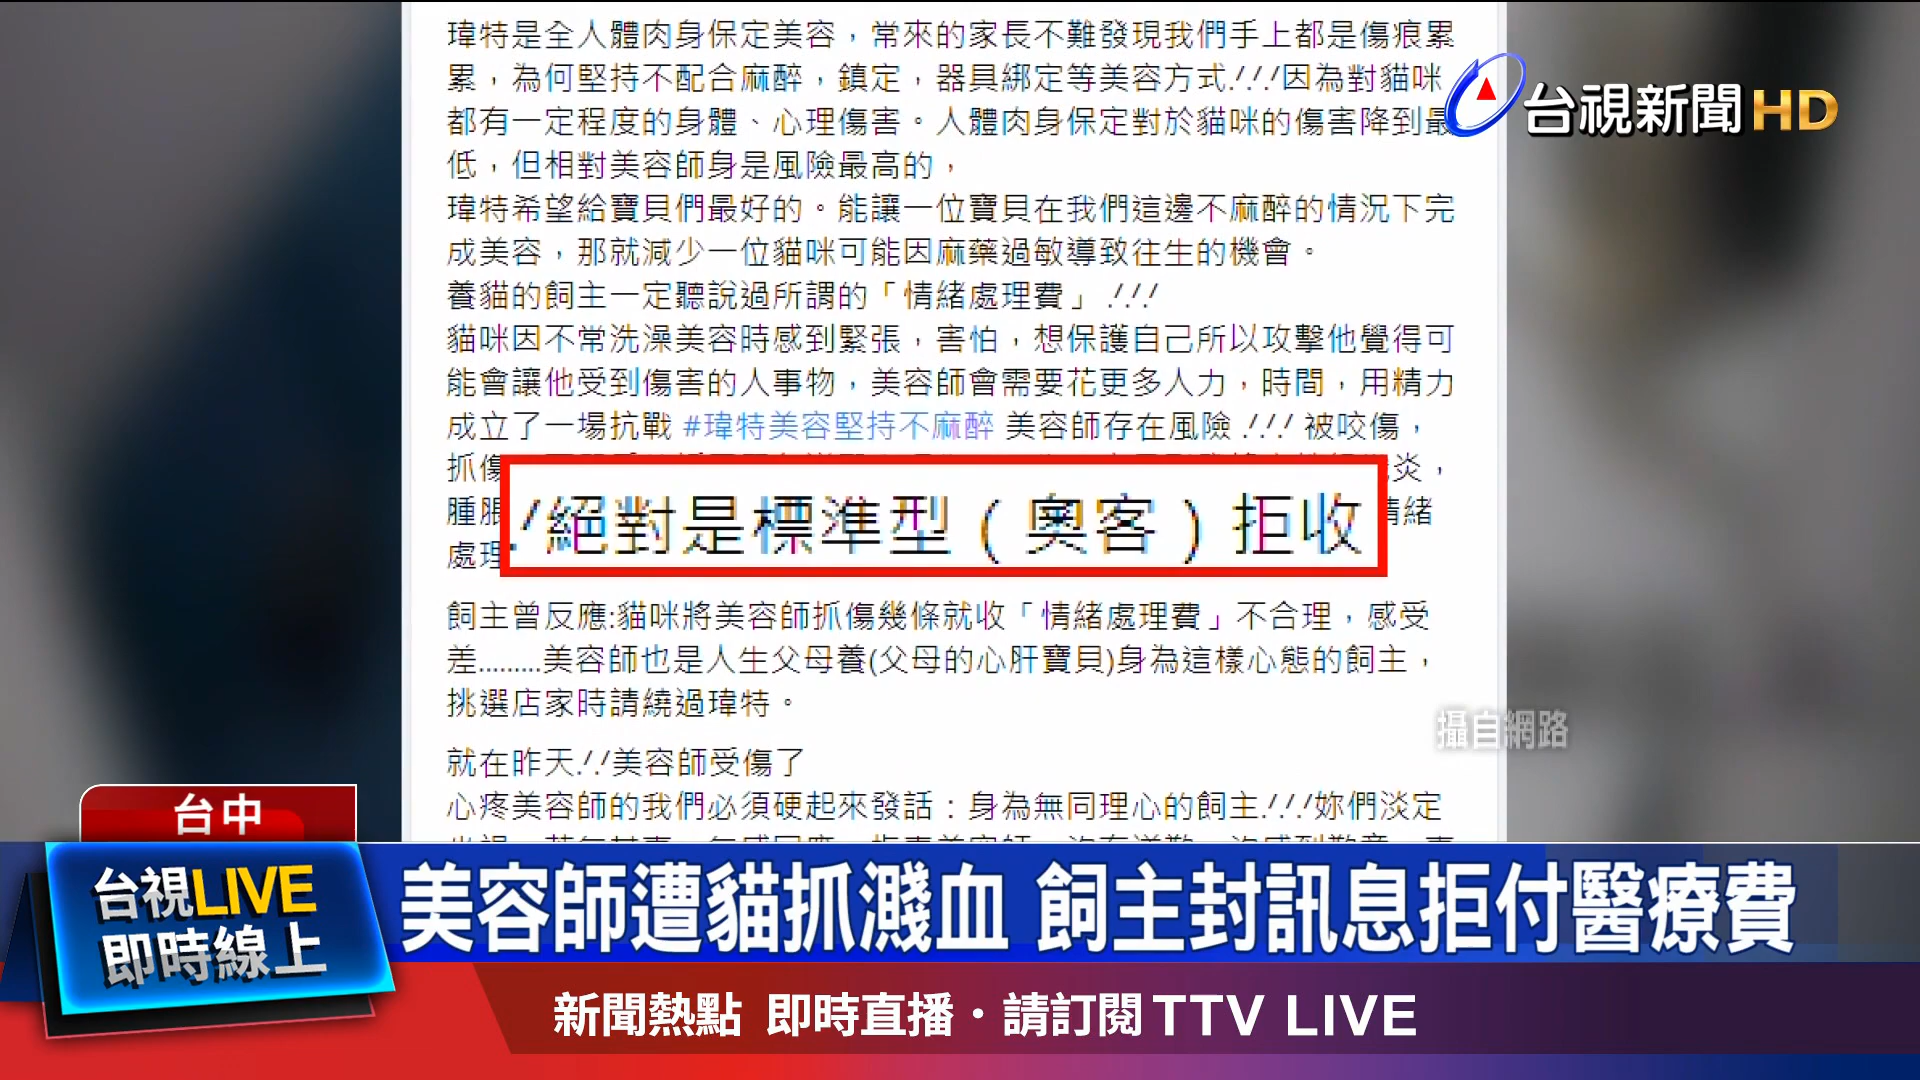 瑋特是全人體肉身保定美容，常來的家長不難發現我們手上都是傷痕累
累，為何堅持不配合麻醉，鎮定，器具綁定等美容方式!!!因為對貓咪
都有一定程度的身體、心理傷害。人體肉身保定對於貓咪的傷害降到最
低，但相對美容師身是風險最高的，
瑋特希望給寶貝們最好的。能讓一位寶貝在我們這邊不麻醉的情況下完
成美容，那就減少一位貓咪可能因麻藥過敏導致往生的機會。
養貓的飼主一定聽說過所謂的「情緒處理費」!!!
貓咪因不常洗澡美容時感到緊張，害怕，想保護自己所以攻擊他覺得可
能會讓他受到傷害的人事物，美容師會需要花更多人力，時間，用精力
成立了一場抗戰 #瑋特美容堅持不麻醉 美容師存在風險!!! 被咬傷，
抓傷
炎，
腫脹
情緒
處理
!絕對是標準型（奧客）拒收
飼主曾反應:貓咪將美容師抓傷幾條就收「情緒處理費」不合理，感受
差.........美容師也是人生父母養(父母的心肝寶貝)身為這樣心態的飼主，
挑選店家時請繞過瑋特。
就在昨天!!美容師受傷了
心疼美容師的我們必須硬起來發話：身為無同理心的飼主!!!妳們淡定
台視新聞HD
攝自網路
台中
台視LIVE
即時線上
美容師遭貓抓濺血 飼主封訊息拒付醫療費
新聞熱點 即時直播・請訂閱TTV LIVE